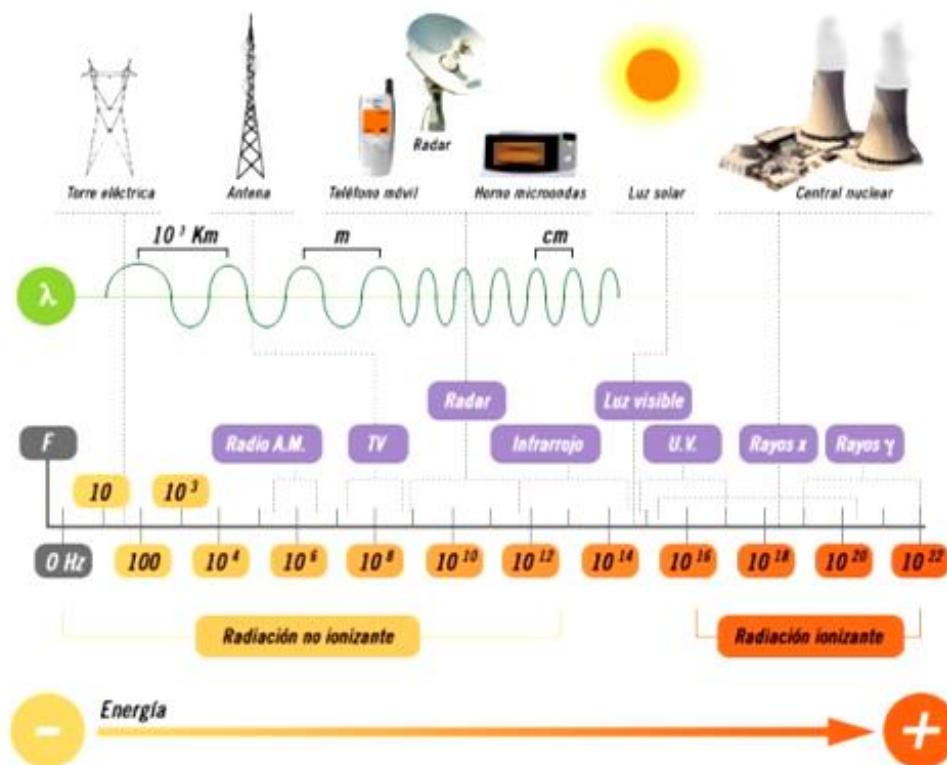 Radar
Torre eléctrica
Antena
Teléfono móvil
Horno microondas
Luz solar
Central nuclear
10³ Km
m
cm
λ
Radar
Luz visible
F
Radio A.M.
TV
Infrarrojo
U.V.
Rayos x
Rayos γ
10
10³
0 Hz
100
10⁴
10⁶
10⁸
10¹⁰
10¹²
10¹⁴
10¹⁶
10¹⁸
10²⁰
10²²
Radiación no ionizante
Radiación ionizante
Energía
-
+